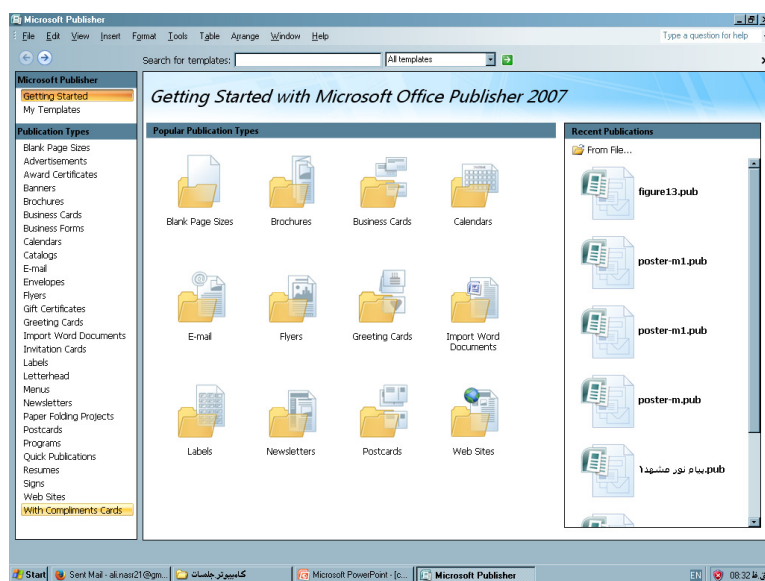 Microsoft Publisher
File Edit View Insert Format Tools Table Arrange Window Help
Type a question for help
Search for templates:
All templates
Microsoft Publisher
Getting Started
My Templates
Publication Types
Blank Page Sizes
Advertisements
Award Certificates
Banners
Brochures
Business Cards
Business Forms
Calendars
Catalogs
E-mail
Envelopes
Flyers
Gift Certificates
Greeting Cards
Import Word Documents
Invitation Cards
Labels
Letterhead
Menus
Newsletters
Paper Folding Projects
Postcards
Programs
Quick Publications
Resumes
Signs
Web Sites
With Compliments Cards
Getting Started with Microsoft Office Publisher 2007
Popular Publication Types
Blank Page Sizes
Brochures
Business Cards
Calendars
E-mail
Flyers
Greeting Cards
Import Word
Documents
Labels
Newsletters
Postcards
Web Sites
Recent Publications
From File...
figure13.pub
poster-m1.pub
poster-m1.pub
poster-m.pub
پیام نور مشهد۱.pub
Start
Sent Mail - ali.nasr21@gm...
کامپیوتر جلسات
Microsoft PowerPoint - [c...
Microsoft Publisher
EN
08:32 ق.ظ